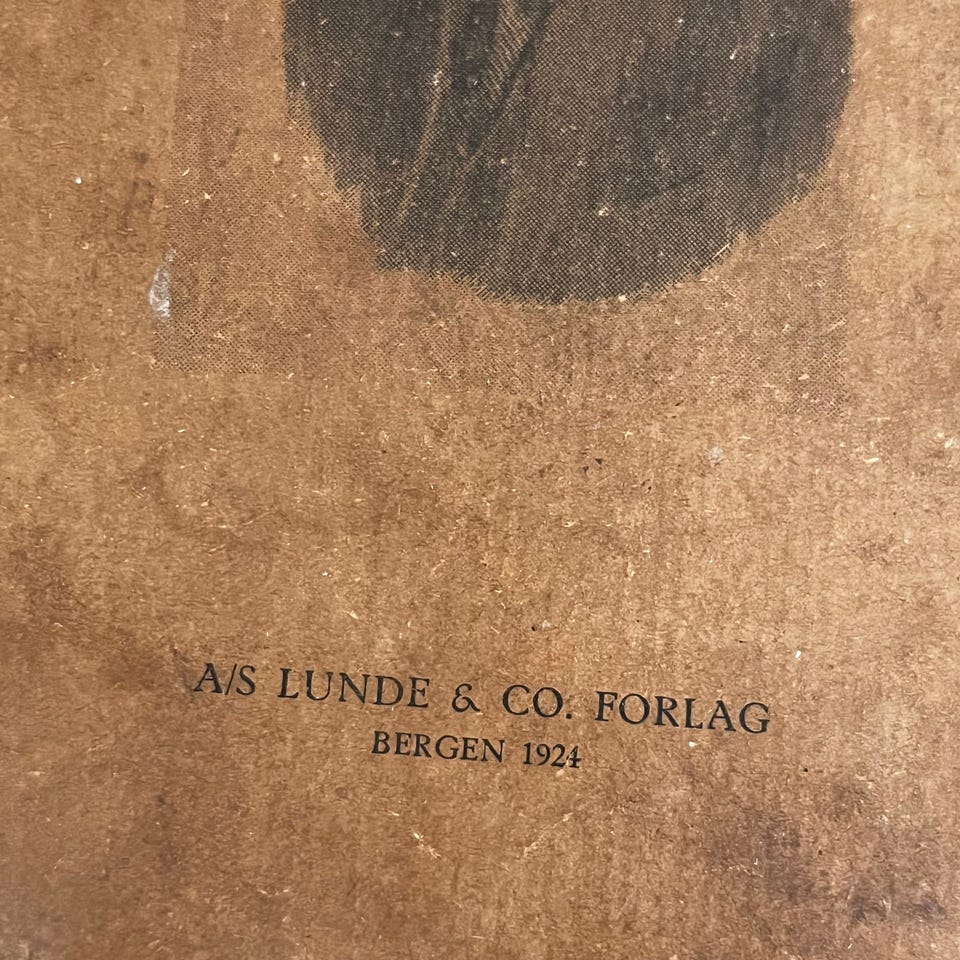 A/S LUNDE & CO. FORLAG
BERGEN 1924